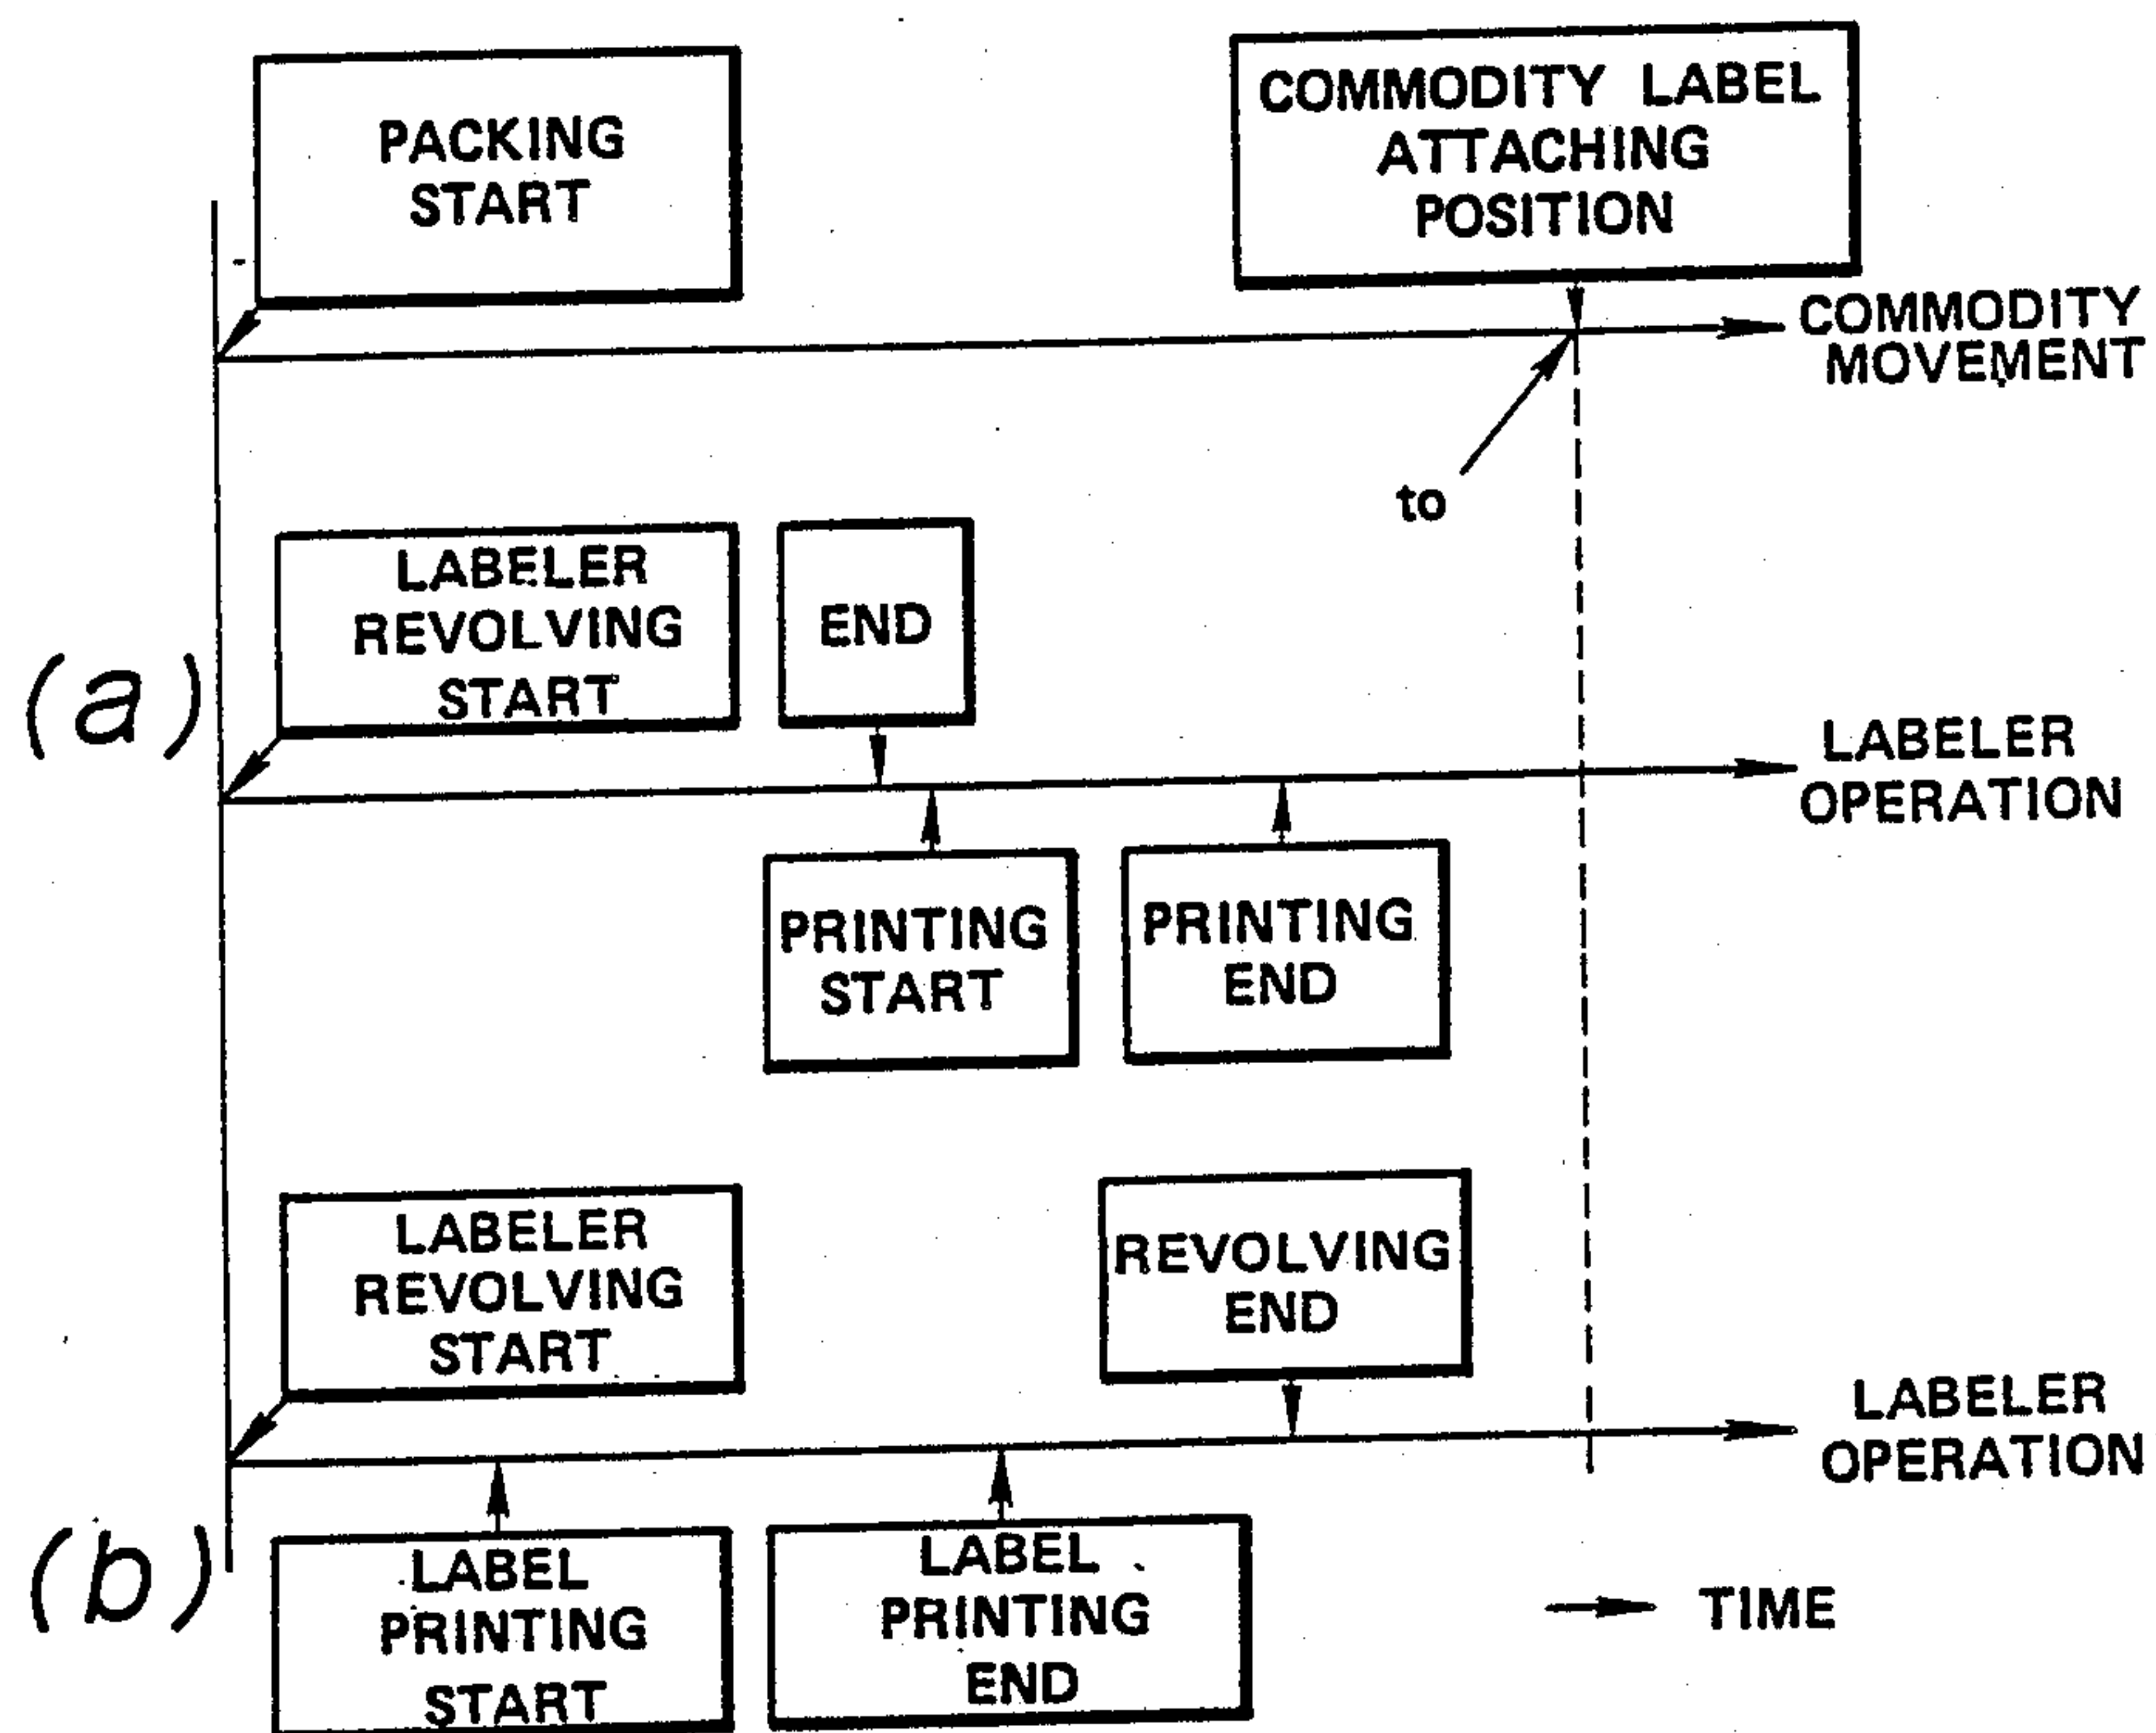 PACKING
START
COMMODITY LABEL
ATTACHING
POSITION
COMMODITY
MOVEMENT
to
(a)
LABELER
REVOLVING
START
END
LABELER
OPERATION
PRINTING
START
PRINTING
END
LABELER
REVOLVING
START
REVOLVING
END
LABELER
OPERATION
(b)
LABEL
PRINTING
START
LABEL
PRINTING
END
TIME